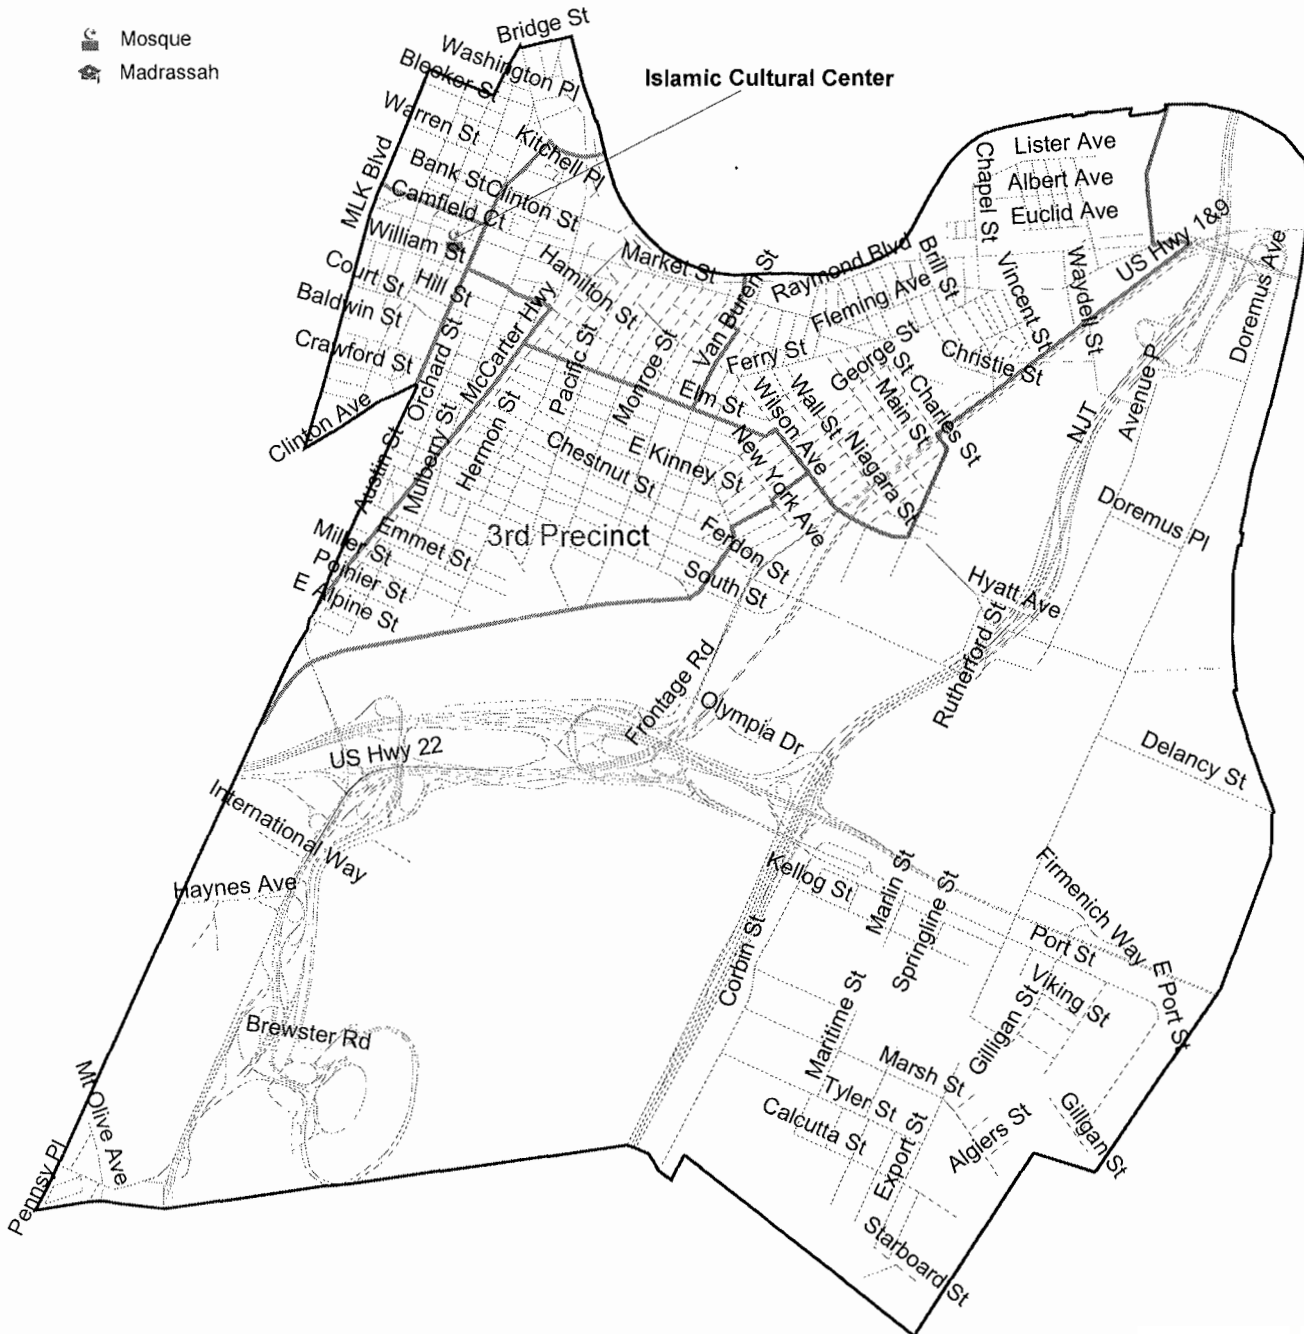 Mosque
Madrassah
Bridge St
Washington Pl
Bleeker St
Islamic Cultural Center
Warren St
Kitchell Pl
MLK Blvd
Bank St
Clinton St
Camfield Ct
William St
Court St
Hill St
Baldwin St
Crawford St
Clinton Ave
Orchard St
McCarter Hwy
Hamilton St
Market St
Van Buren St
Raymond Blvd
Fleming Ave
Brill St
Chapel St
Lister Ave
Albert Ave
Euclid Ave
Vincent St
Waydell St
US Hwy 1&9
Doremus Ave
Pacific St
Monroe St
Ferry St
George St
Christie St
Elm St
Wilson Ave
Wall St
Main St
St Charles St
Niagara St
NJT
Avenue P
Austin St
Mulberry St
Hermon St
Chestnut St
E Kinney St
New York Ave
Doremus Pl
Miller St
Emmet St
3rd Precinct
Ferdon St
Poinier St
E Alpine St
South St
Hyatt Ave
Rutherford St
Frontage Rd
Olympia Dr
US Hwy 22
Delancy St
International Way
Haynes Ave
Kellog St
Marlin St
Springline St
Firmenich Way
Port St
E Port St
Corbin St
Viking St
Brewster Rd
Maritime St
Gilligan St
Marsh St
Tyler St
Calcutta St
Export St
Algiers St
Gillgan St
Mt Olive Ave
Pennsy Pl
Starboard St